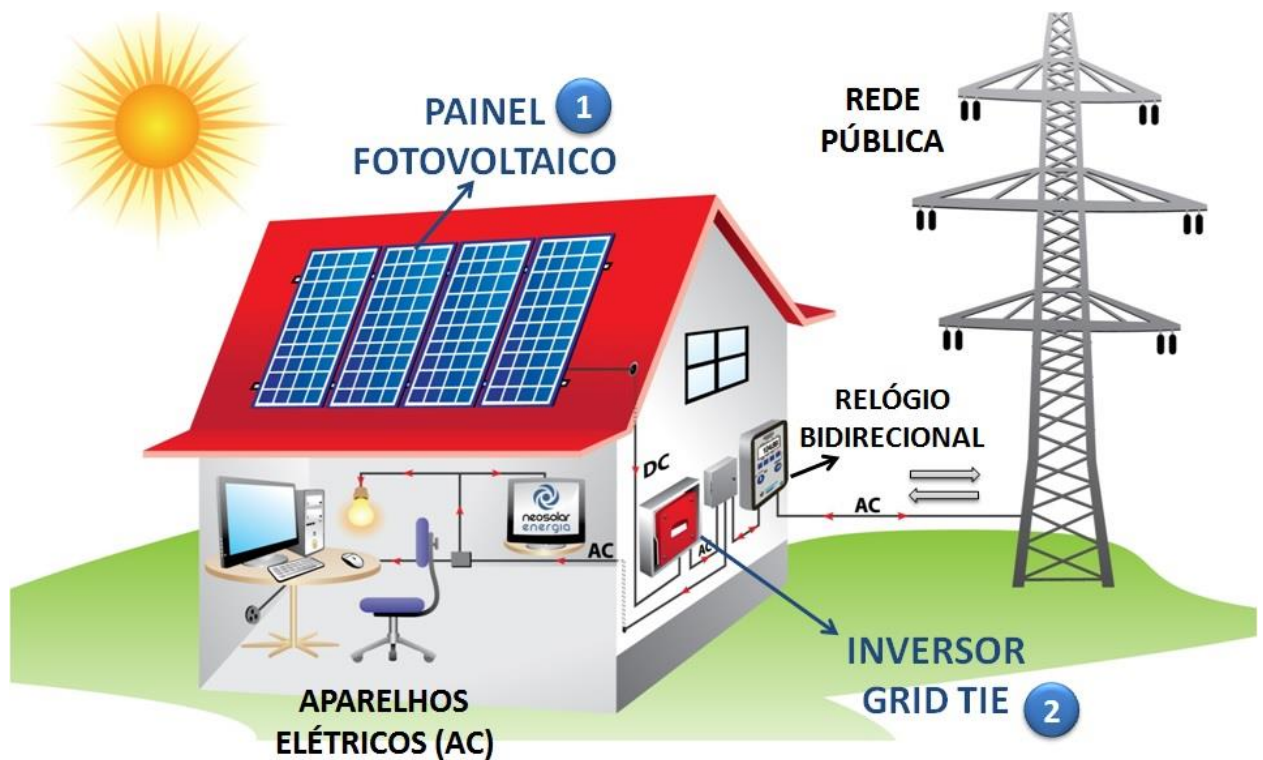 PAINEL 1
FOTOVOLTAICO
REDE
PÚBLICA
RELÓGIO
BIDIRECIONAL
DC
AC
AC
AC
neosolar
energia
INVERSOR
GRID TIE 2
APARELHOS
ELÉTRICOS (AC)